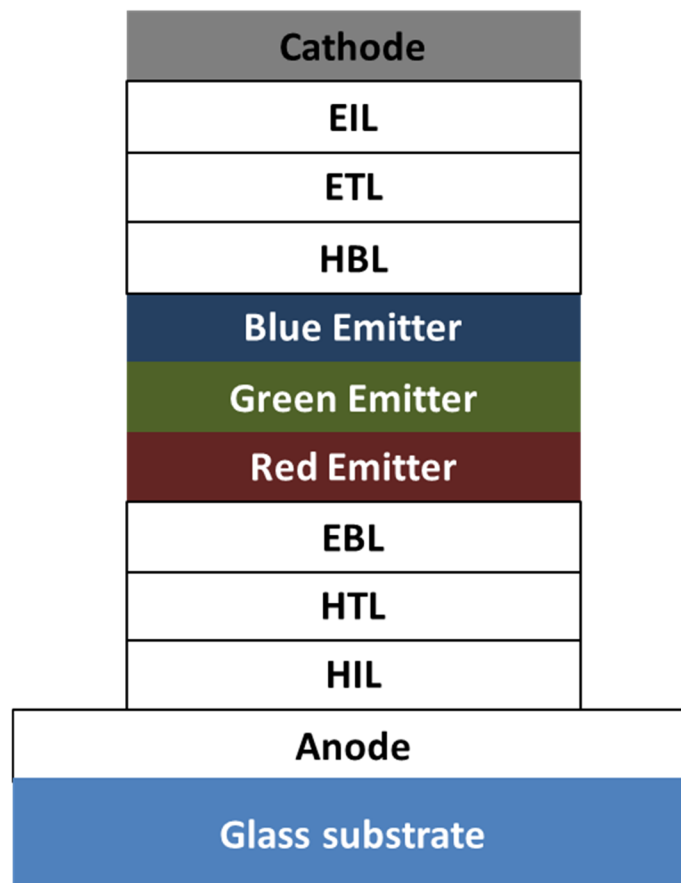 Cathode
EIL
ETL
HBL
Blue Emitter
Green Emitter
Red Emitter
EBL
HTL
HIL
Anode
Glass substrate